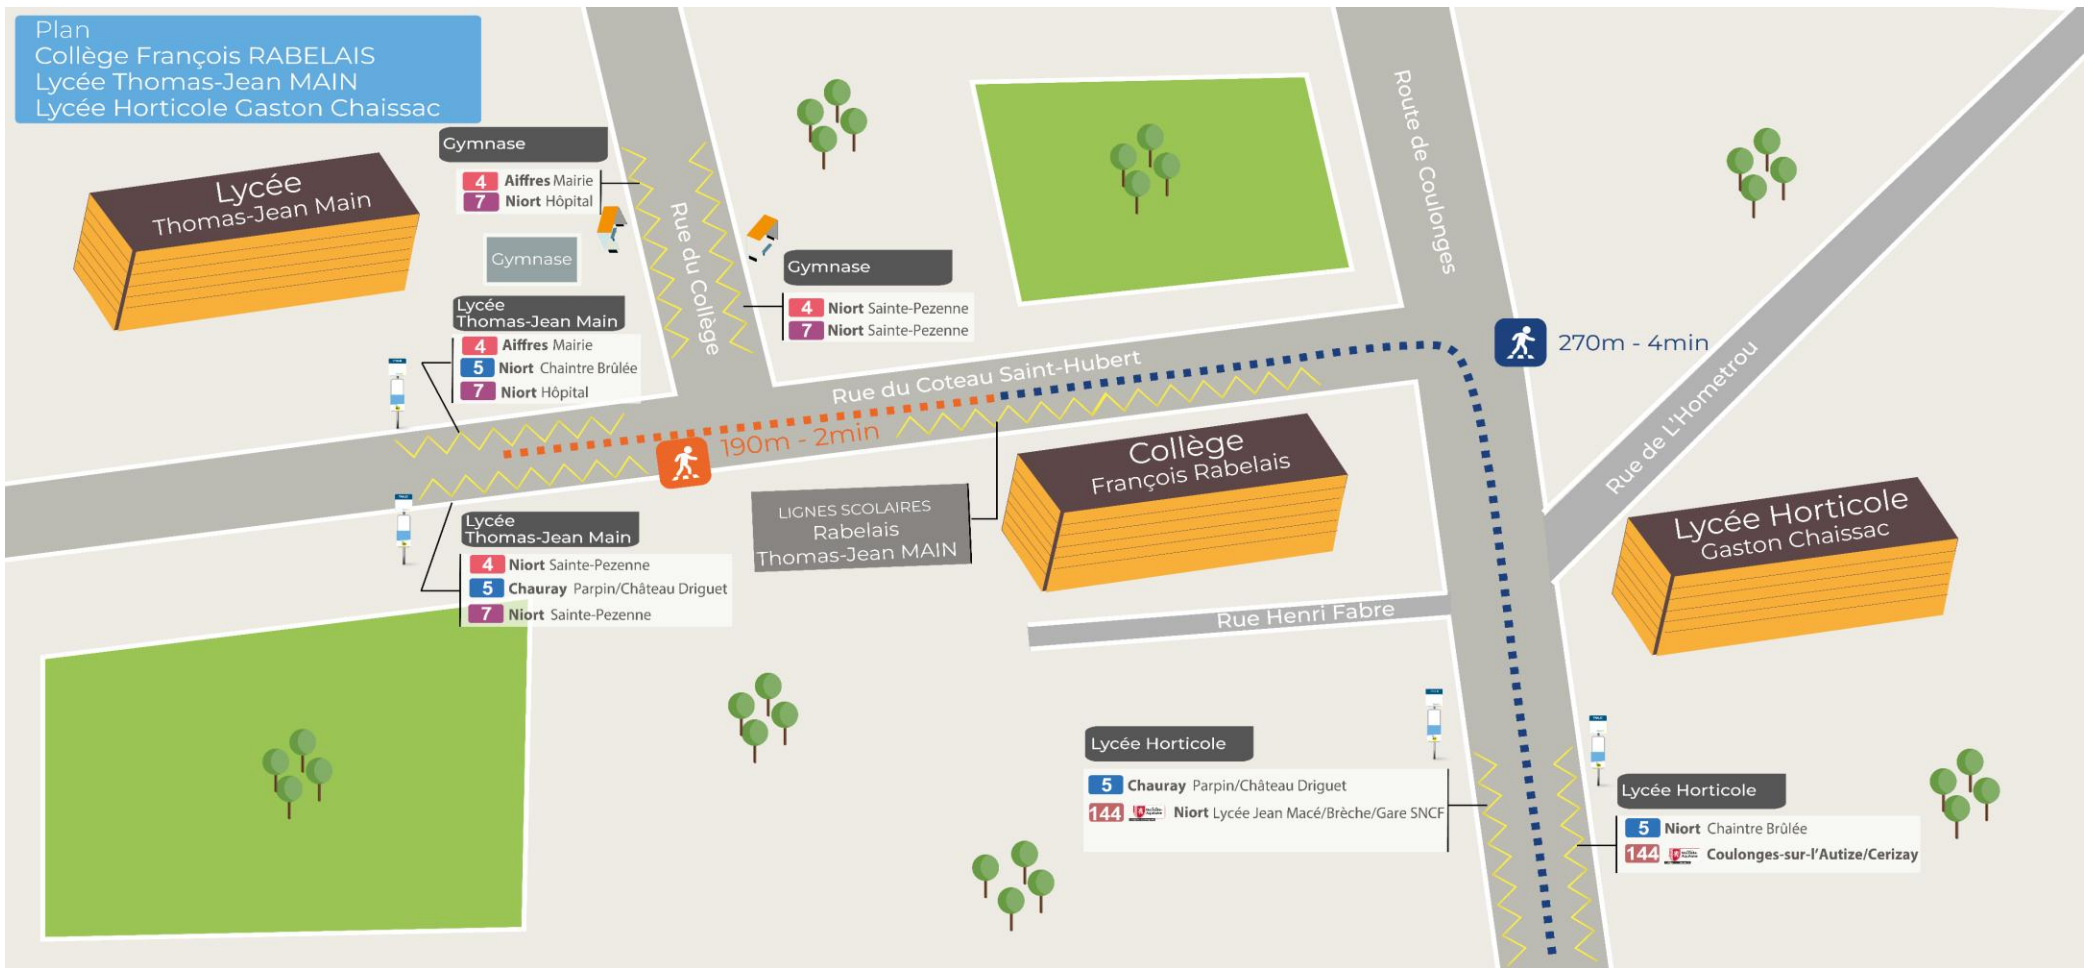 Plan
Collège François RABELAIS
Lycée Thomas-Jean MAIN
Lycée Horticole Gaston Chaissac
Lycée
Thomas-Jean Main
Gymnase
4 Aiffres Mairie
7 Niort Hôpital
Gymnase
Rue du Collège
Gymnase
4 Niort Sainte-Pezenne
7 Niort Sainte-Pezenne
Lycée
Thomas-Jean Main
4 Aiffres Mairie
5 Niort Chaintre Brûlée
7 Niort Hôpital
Route de Coulonges
270m - 4min
Rue du Coteau Saint-Hubert
190m - 2min
Rue de L'Hometrou
Collège
François Rabelais
LIGNES SCOLAIRES
Rabelais
Thomas-Jean MAIN
Lycée Horticole
Gaston Chaissac
Lycée
Thomas-Jean Main
4 Niort Sainte-Pezenne
5 Chauray Parpin/Château Driguet
7 Niort Sainte-Pezenne
Rue Henri Fabre
Lycée Horticole
5 Chauray Parpin/Château Driguet
144 Niort Lycée Jean Macé/Brèche/Gare SNCF
Lycée Horticole
5 Niort Chaintre Brûlée
144 Coulonges-sur-l'Autize/Cerizay